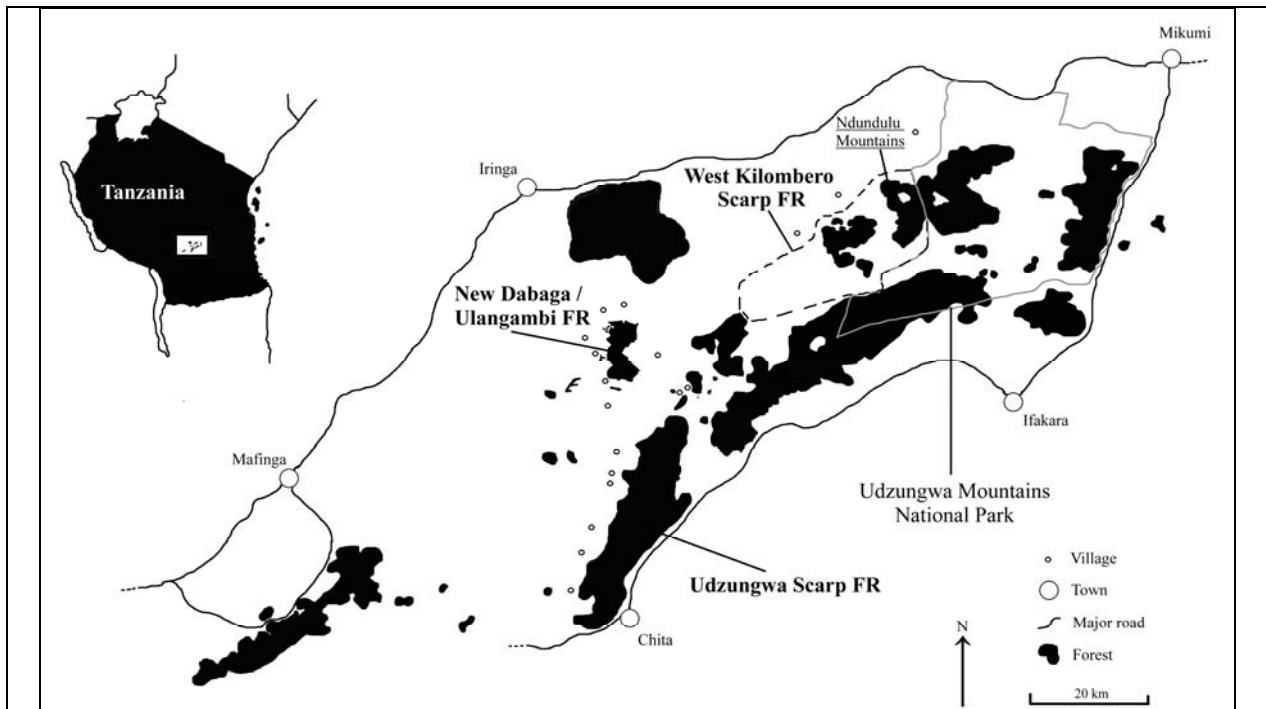 Mikumi
Ndundulu
Mountains
Iringa
West Kilombero
Scarp FR
Tanzania
New Dabaga /
Ulangambi FR
Ifakara
Mafinga
Udzungwa Mountains
National Park
Udzungwa Scarp FR
Chita
Village
Town
Major road
Forest
N
20 km